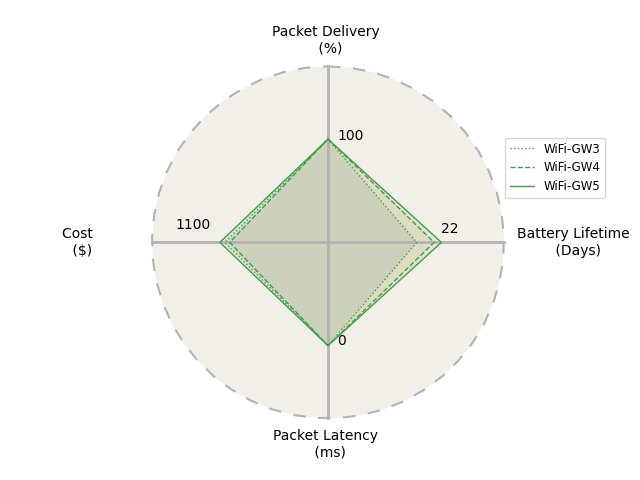 Packet Delivery
(%)
100
WiFi-GW3
WiFi-GW4
WiFi-GW5
1100
22
Cost
($)
Battery Lifetime
(Days)
0
Packet Latency
(ms)